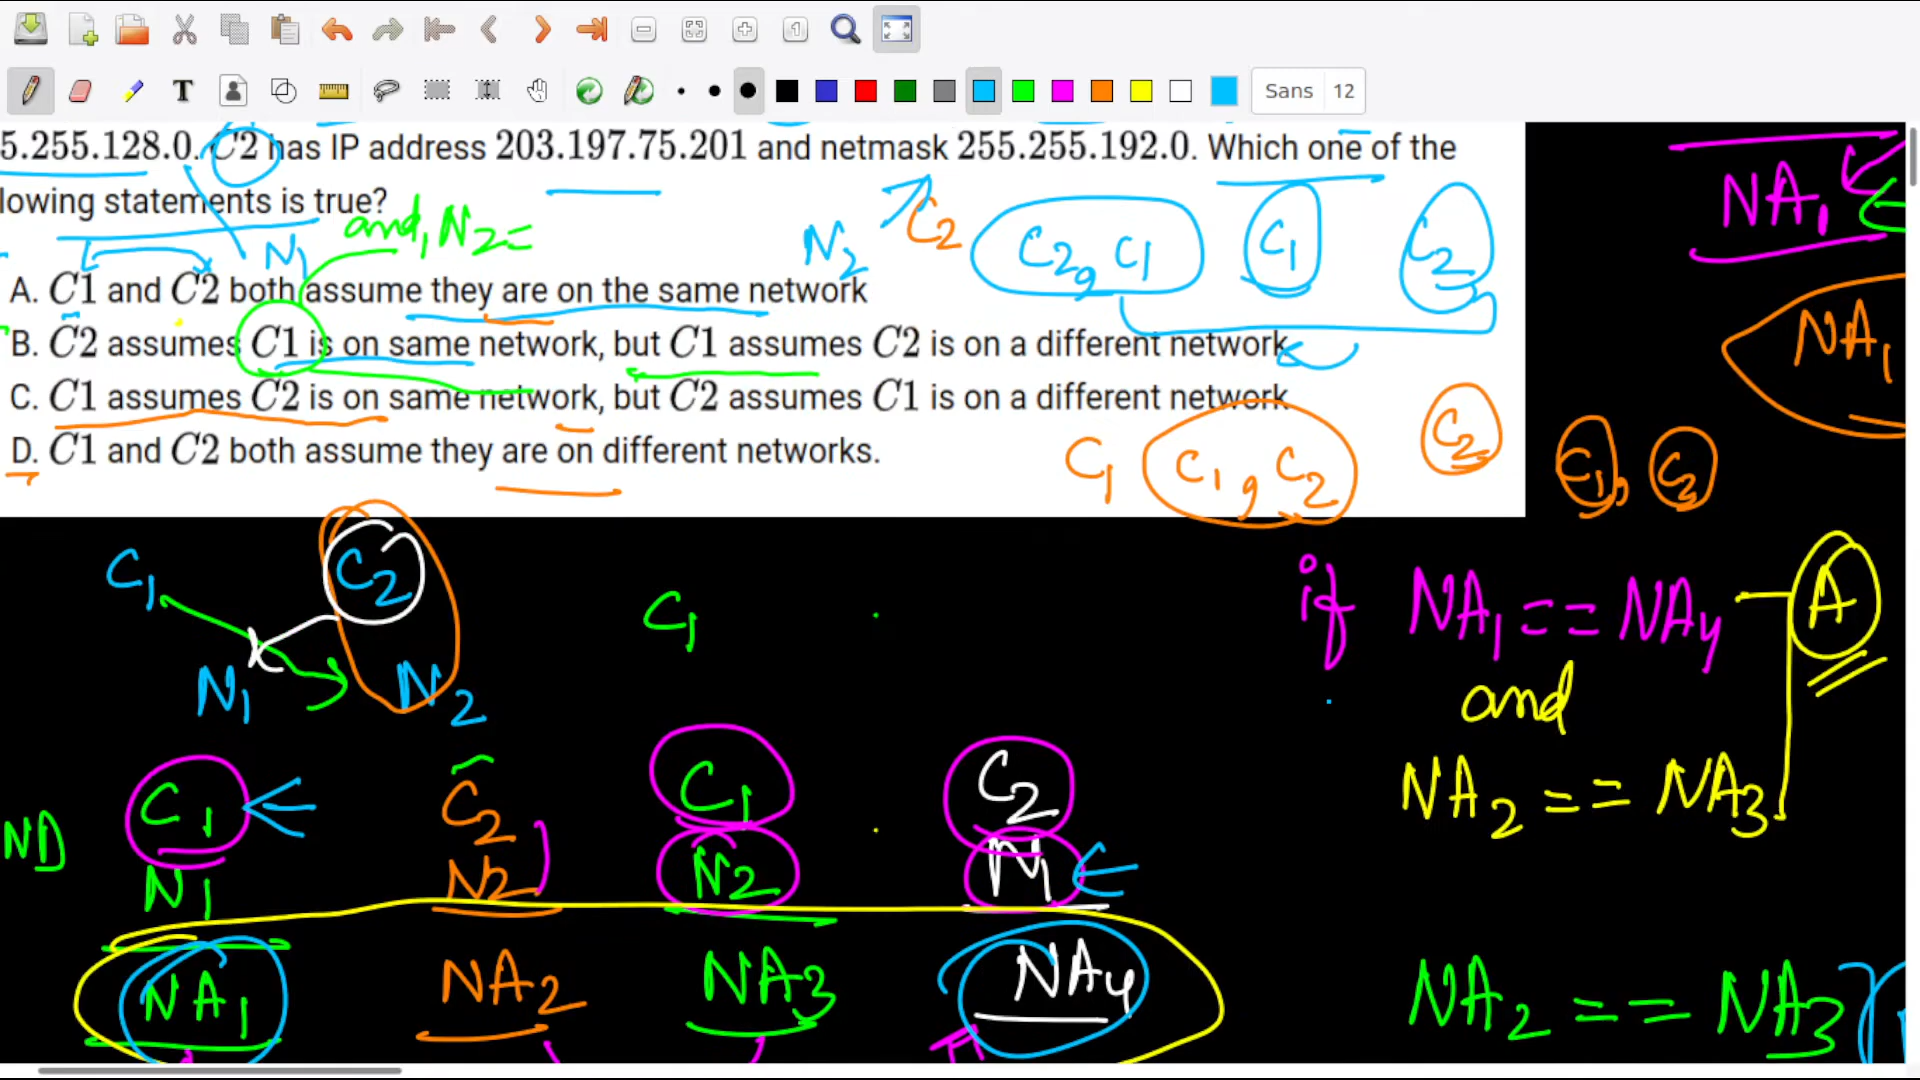 Sans 12
5.255.128.0. C2 has IP address 203.197.75.201 and netmask 255.255.192.0. Which one of the
lowing statements is true?
and, N2 =
N1
N2
C2
C2, C1
C1
C2
NA1
A. C1 and C2 both assume they are on the same network
B. C2 assumes C1 is on same network, but C1 assumes C2 is on a different network
NA1
C. C1 assumes C2 is on same network, but C2 assumes C1 is on a different network
D. C1 and C2 both assume they are on different networks.
C1
C1, C2
C2
C1, C2
C1
C2
C1
if NA1 == NA4
A
N1
N2
and
NA2 == NA3
C1
C2
C1
C2
ND
N1
N2
N2
N1
NA1
NA2
NA3
NA4
NA2 == NA3